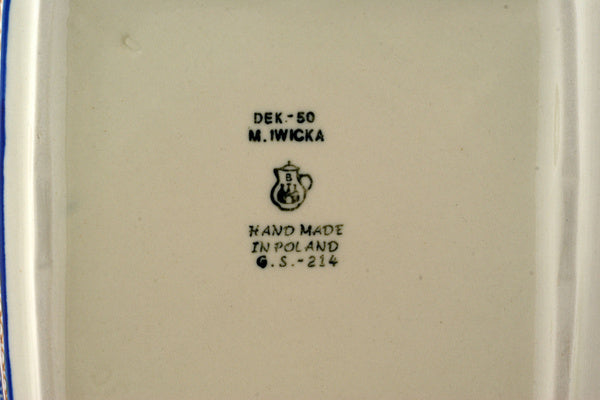 DEK.-50
M.IWICKA
B
HAND MADE
IN POLAND
G.S.-214